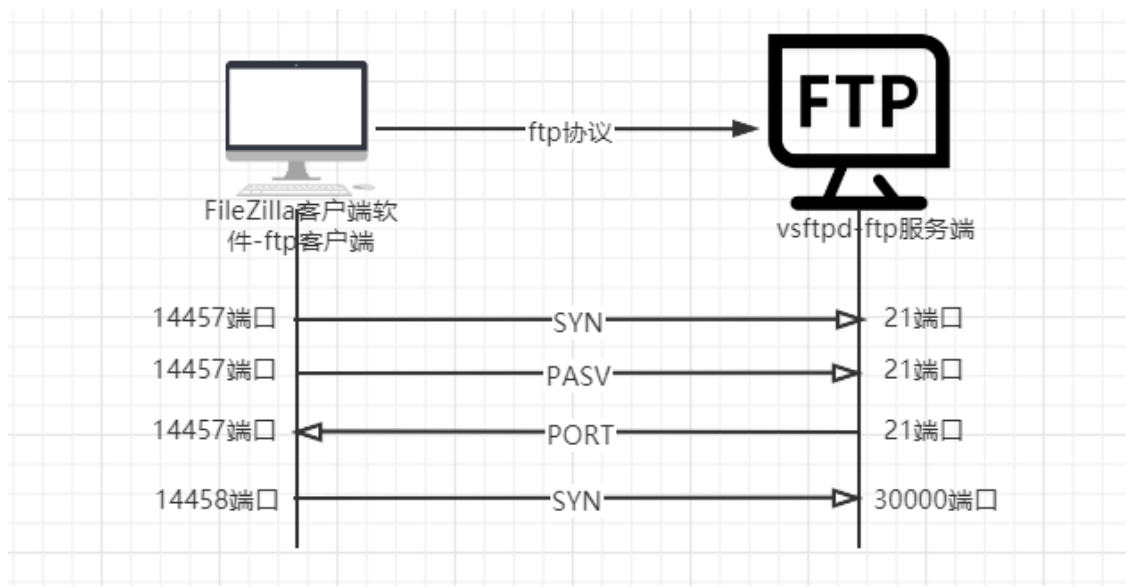 FTP
ftp协议
FileZilla客户端软
件-ftp客户端
vsftpd-ftp服务端
14457端口
SYN
21端口
14457端口
PASV
21端口
14457端口
PORT
21端口
14458端口
SYN
30000端口